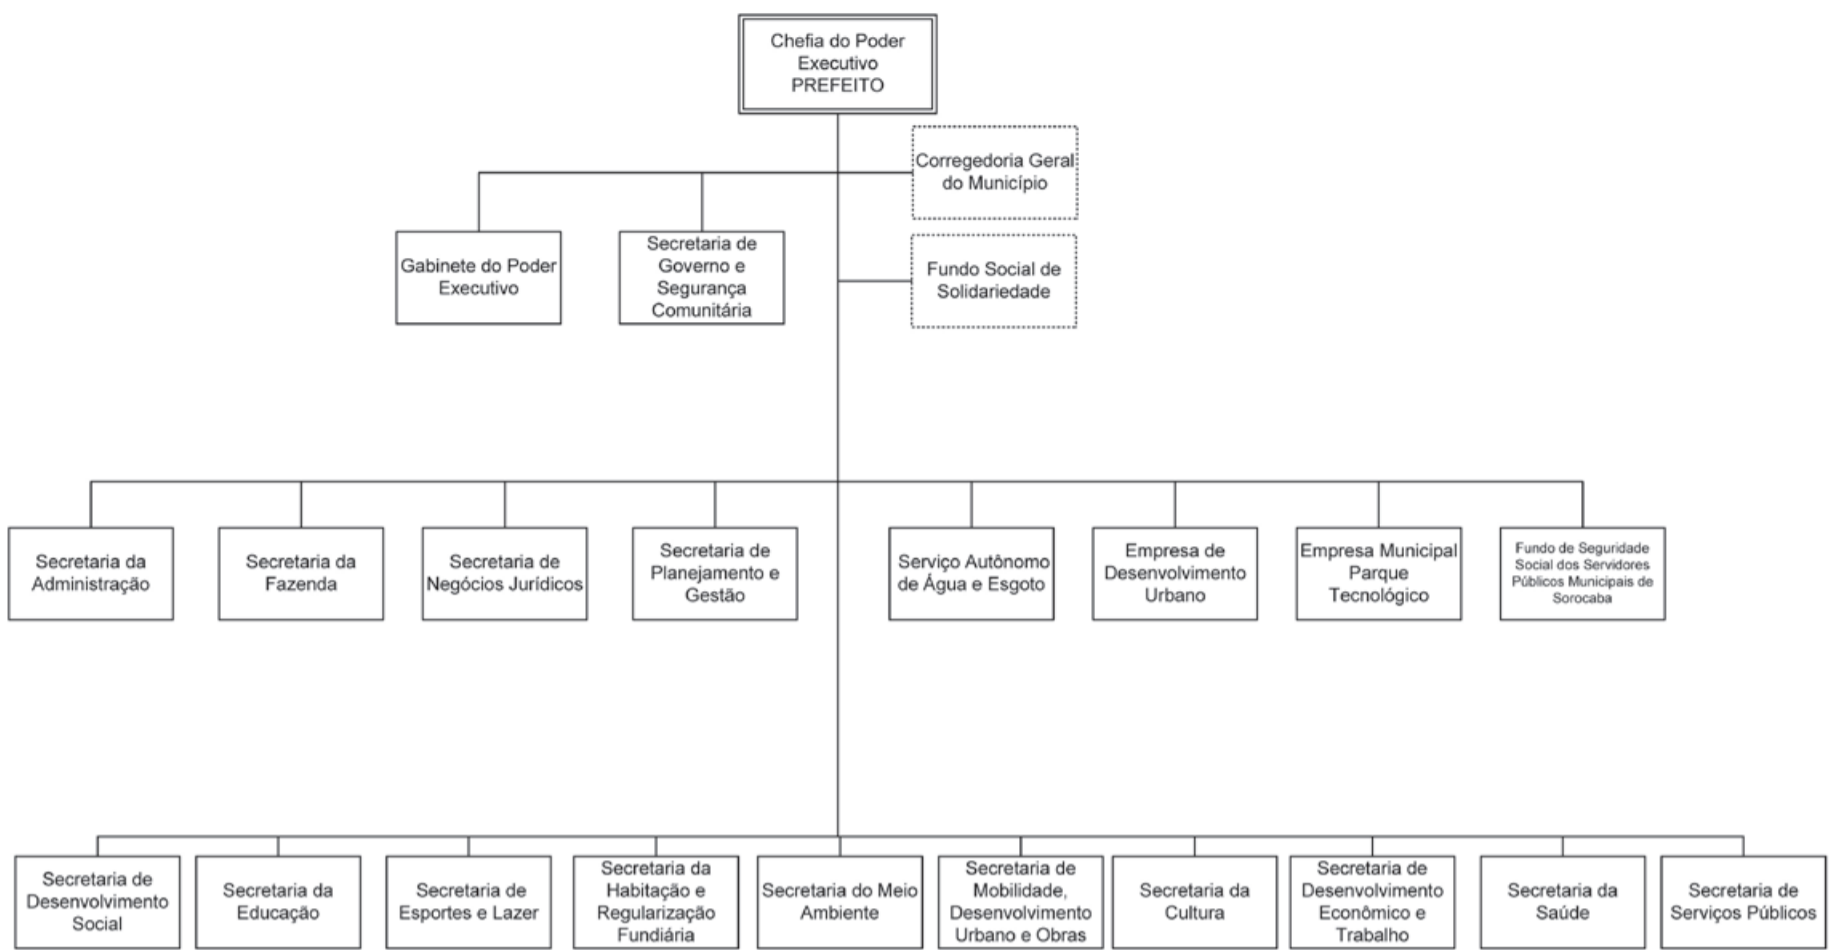 Chefia do Poder
Executivo
PREFEITO
Corregedoria Geral
do Município
Gabinete do Poder
Executivo
Secretaria de
Governo e
Segurança
Comunitária
Fundo Social de
Solidariedade
Secretaria da
Administração
Secretaria da
Fazenda
Secretaria de
Negócios Jurídicos
Secretaria de
Planejamento e
Gestão
Serviço Autônomo
de Água e Esgoto
Empresa de
Desenvolvimento
Urbano
Empresa Municipal
Parque
Tecnológico
Fundo de Seguridade
Social dos Servidores
Públicos Municipais de
Sorocaba
Secretaria de
Desenvolvimento
Social
Secretaria da
Educação
Secretaria de
Esportes e Lazer
Secretaria da
Habitação e
Regularização
Fundiária
Secretaria do Meio
Ambiente
Secretaria de
Mobilidade,
Desenvolvimento
Urbano e Obras
Secretaria da
Cultura
Secretaria de
Desenvolvimento
Econômico e
Trabalho
Secretaria da
Saúde
Secretaria de
Serviços Públicos